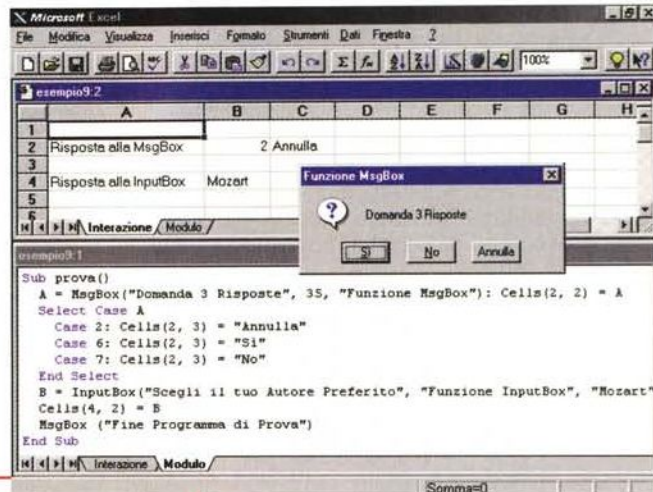 Microsoft Excel
File Modifica Visualizza Inserisci Formato Strumenti Dati Finestra ?
100%
esempio9:2
A B C D E F G H
1
2 Risposta alla MsgBox 2 Annulla
3
4 Risposta alla InputBox Mozart
5
6
Interazione Modulo
Funzione MsgBox
Domanda 3 Risposte
Sì No Annulla
esempio9:1
Sub prova()
A = MsgBox("Domanda 3 Risposte", 35, "Funzione MsgBox"): Cells(2, 2) = A
Select Case A
Case 2: Cells(2, 3) = "Annulla"
Case 6: Cells(2, 3) = "Si"
Case 7: Cells(2, 3) = "No"
End Select
B = InputBox("Scegli il tuo Autore Preferito", "Funzione InputBox", "Mozart"
Cells(4, 2) = B
MsgBox ("Fine Programma di Prova")
End Sub
Interazione Modulo
Somma=0